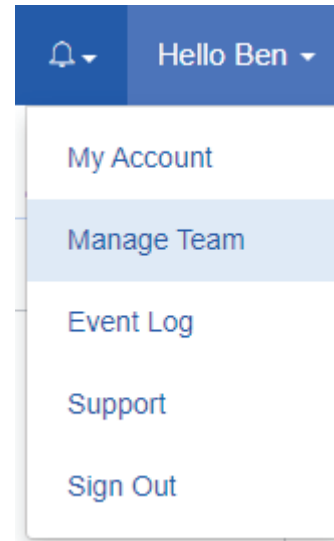 Hello Ben
My Account
Manage Team
Event Log
Support
Sign Out